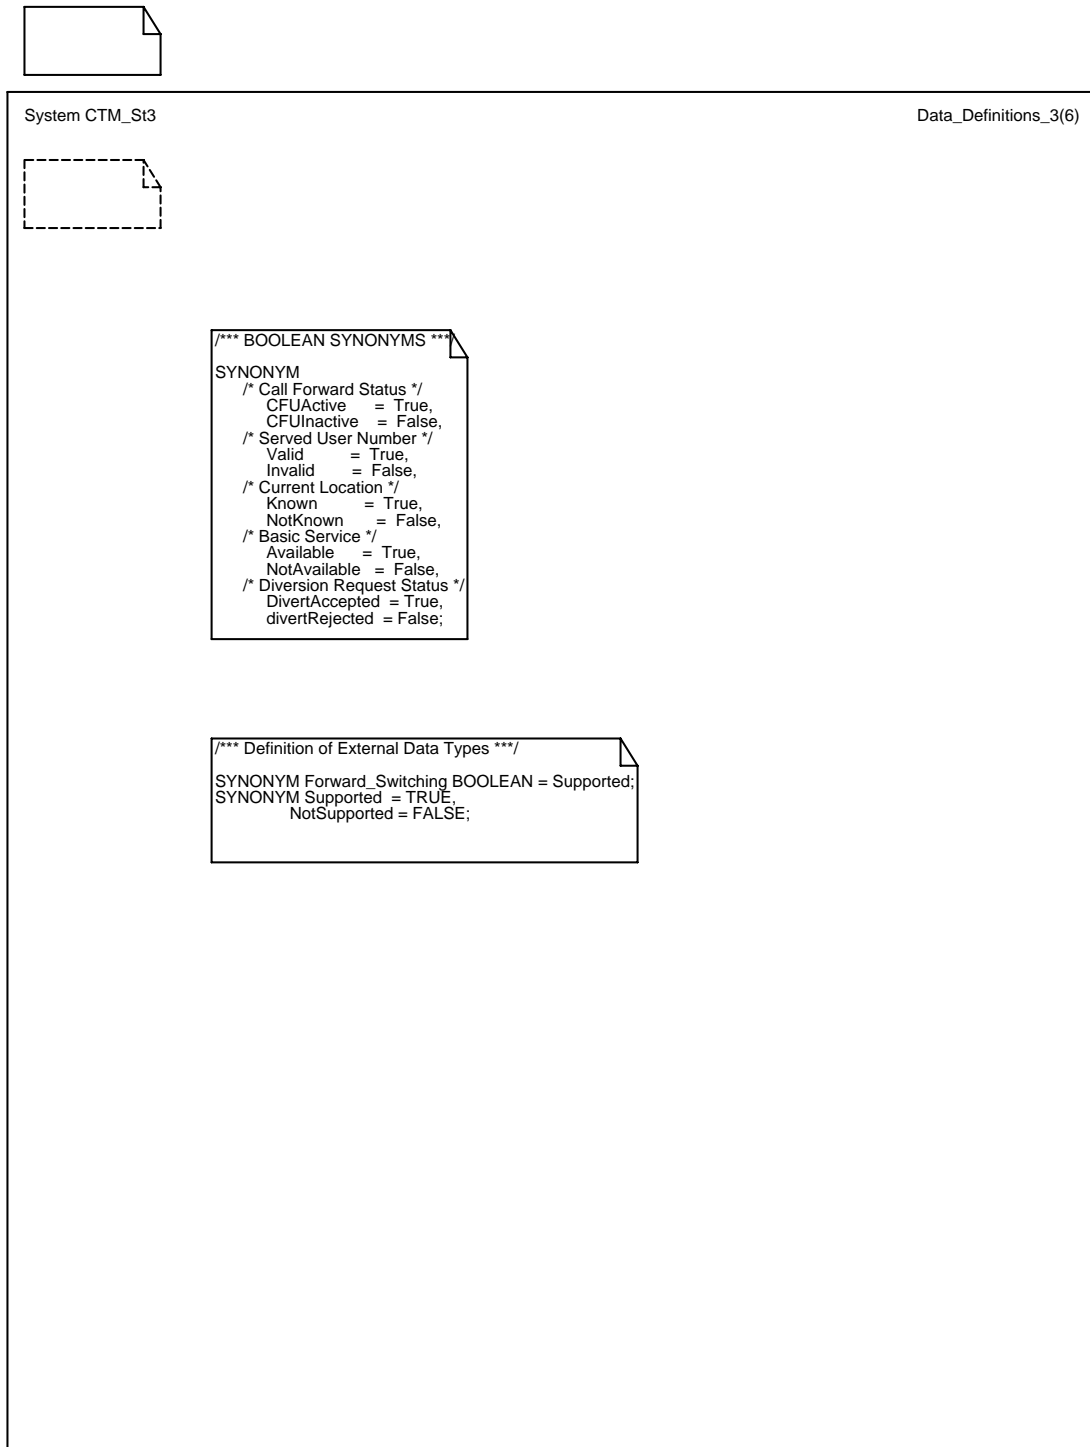 System CTM_St3
Data_Definitions_3(6)
/*** BOOLEAN SYNONYMS ***/
SYNONYM
/* Call Forward Status */
CFUActive = True,
CFUInactive = False,
/* Served User Number */
Valid = True,
Invalid = False,
/* Current Location */
Known = True,
NotKnown = False,
/* Basic Service */
Available = True,
NotAvailable = False,
/* Diversion Request Status */
DivertAccepted = True,
divertRejected = False;
/*** Definition of External Data Types ***/
SYNONYM Forward_Switching BOOLEAN = Supported;
SYNONYM Supported = TRUE,
NotSupported = FALSE;